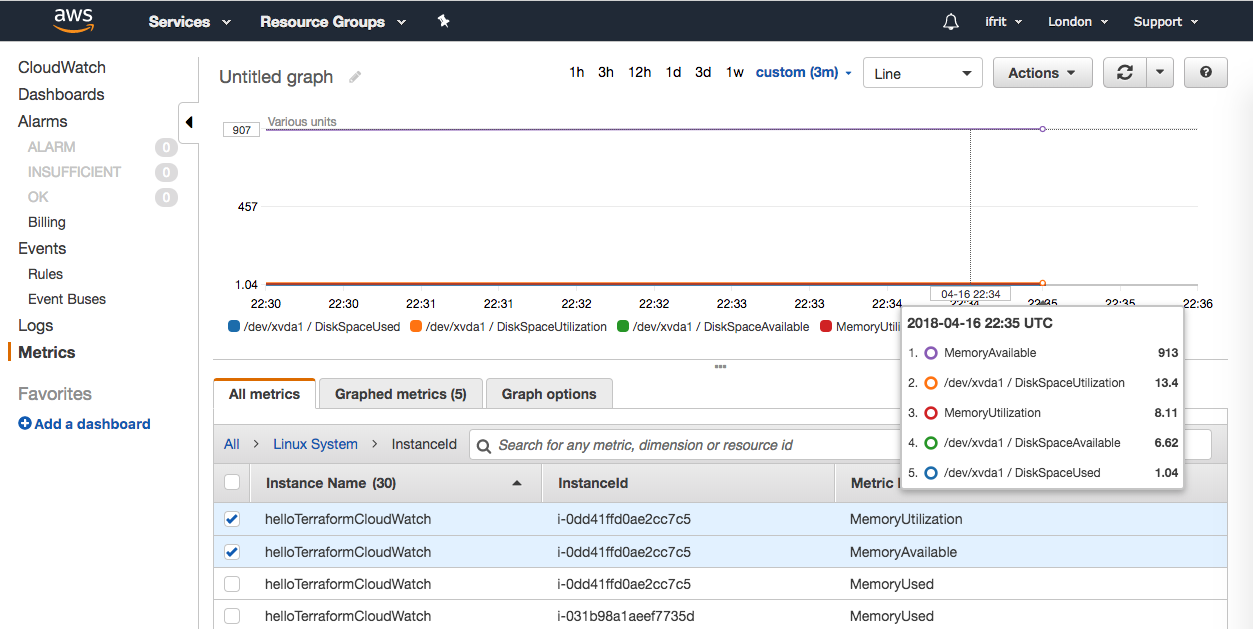 aws Services Resource Groups ifrit London Support
CloudWatch
Dashboards
Alarms
ALARM 0
INSUFFICIENT 0
OK 0
Billing
Events
Rules
Event Buses
Logs
Metrics
Favorites
Add a dashboard
Untitled graph 1h 3h 12h 1d 3d 1w custom (3m) Line Actions
Various units
907
457
1.04
22:30 22:30 22:31 22:31 22:32 22:32 22:33 22:33 22:34 22:34 22:35 22:35 22:36
04-16 22:34
/dev/xvda1 / DiskSpaceUsed /dev/xvda1 / DiskSpaceUtilization /dev/xvda1 / DiskSpaceAvailable MemoryUtili
2018-04-16 22:35 UTC
1. MemoryAvailable 913
2. /dev/xvda1 / DiskSpaceUtilization 13.4
3. MemoryUtilization 8.11
4. /dev/xvda1 / DiskSpaceAvailable 6.62
5. /dev/xvda1 / DiskSpaceUsed 1.04
All metrics Graphed metrics (5) Graph options
All > Linux System > InstanceId Search for any metric, dimension or resource id
Instance Name (30) InstanceId Metric
helloTerraformCloudWatch i-0dd41ffd0ae2cc7c5 MemoryUtilization
helloTerraformCloudWatch i-0dd41ffd0ae2cc7c5 MemoryAvailable
helloTerraformCloudWatch i-0dd41ffd0ae2cc7c5 MemoryUsed
helloTerraformCloudWatch i-031b98a1aeef7735d MemoryUsed